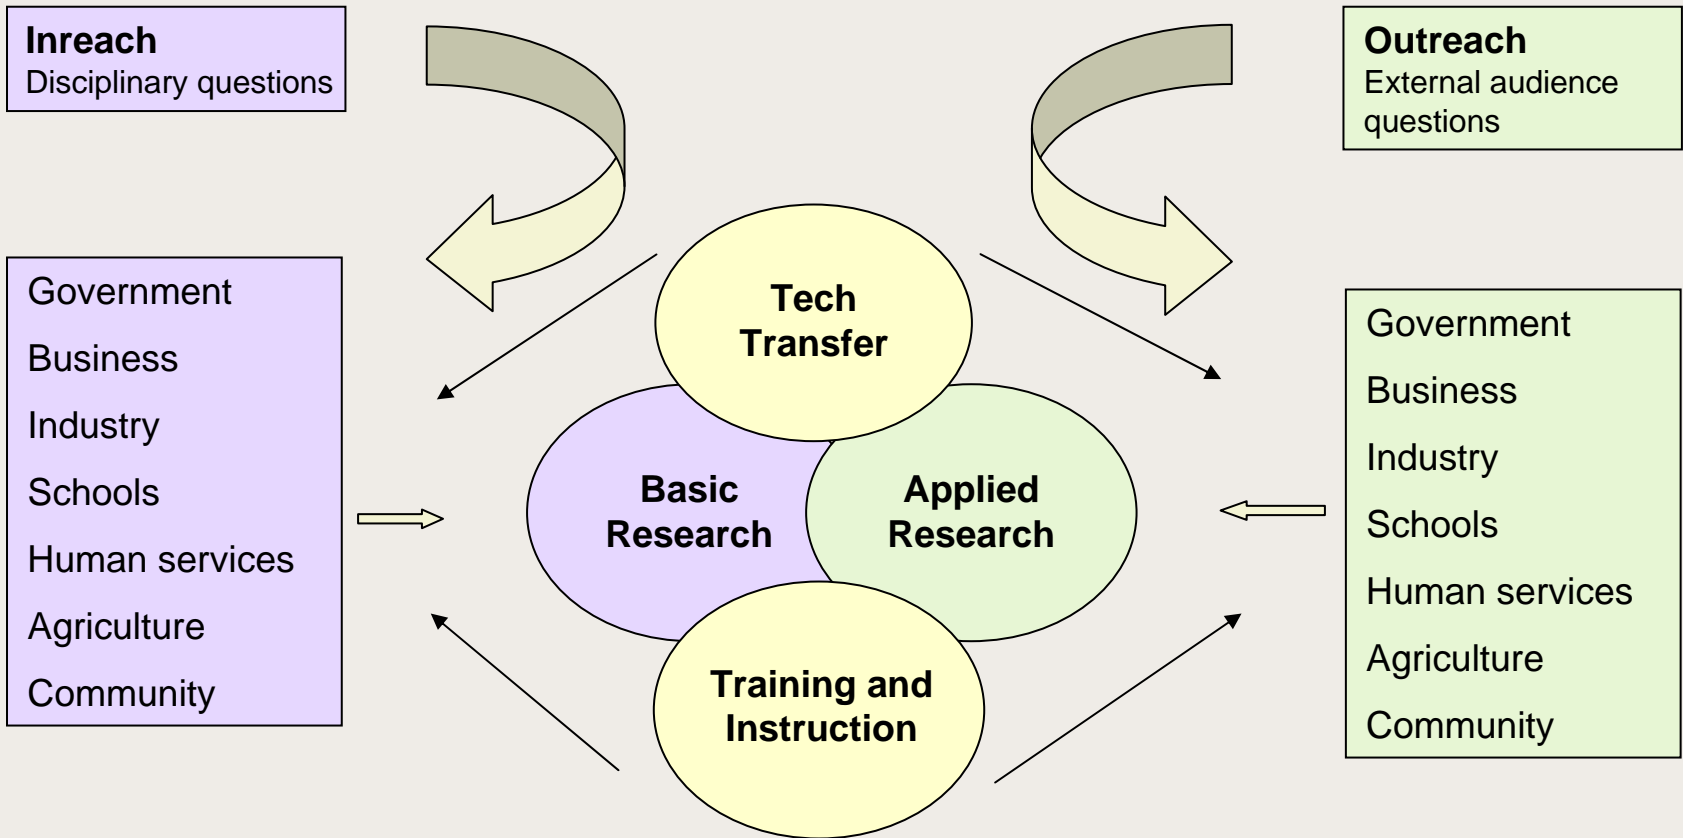 Inreach
Disciplinary questions
Outreach
External audience
questions
Government
Business
Industry
Schools
Human services
Agriculture
Community
Tech
Transfer
Basic
Research
Applied
Research
Training and
Instruction
Government
Business
Industry
Schools
Human services
Agriculture
Community